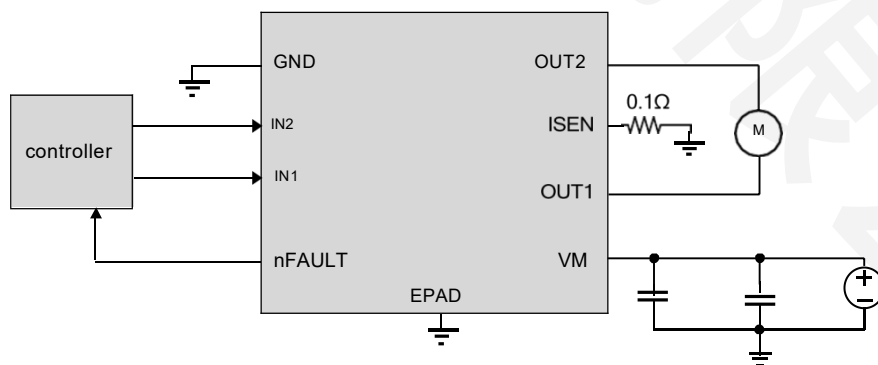 GND
OUT2
0.1Ω
IN2
ISEN
M
controller
IN1
OUT1
nFAULT
VM
EPAD